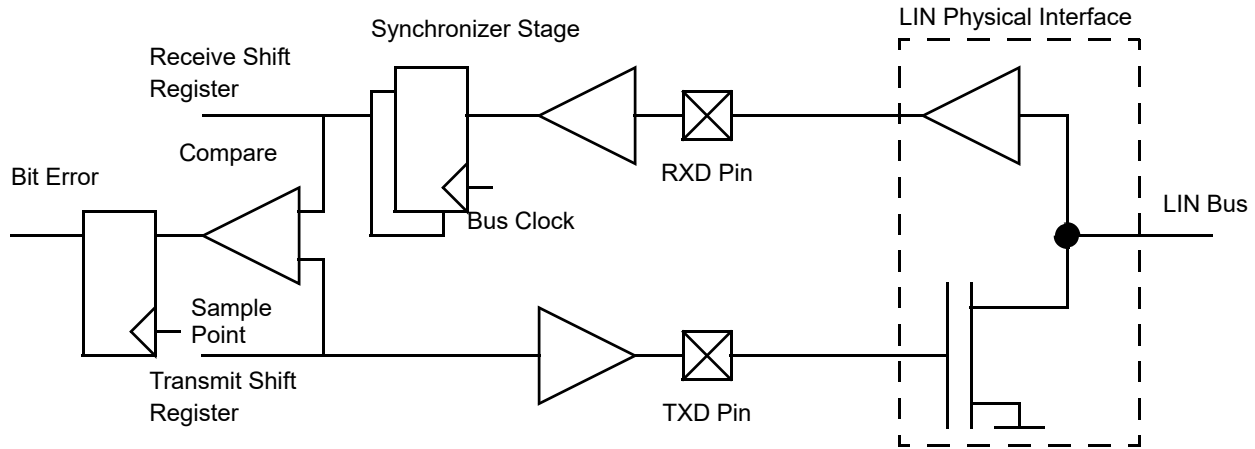 LIN Physical Interface
Synchronizer Stage
Receive Shift
Register
Compare
RXD Pin
Bit Error
LIN Bus
Bus Clock
Sample
Point
Transmit Shift
Register
TXD Pin